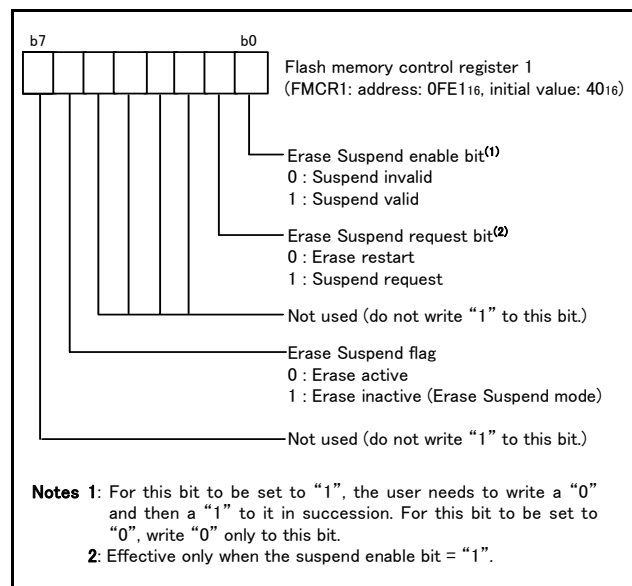 b7 b0
Flash memory control register 1
(FMCR1: address: 0FE116, initial value: 4016)
Erase Suspend enable bit(1)
0 : Suspend invalid
1 : Suspend valid
Erase Suspend request bit(2)
0 : Erase restart
1 : Suspend request
Not used (do not write “1” to this bit.)
Erase Suspend flag
0 : Erase active
1 : Erase inactive (Erase Suspend mode)
Not used (do not write “1” to this bit.)
Notes 1: For this bit to be set to “1”, the user needs to write a “0”
and then a “1” to it in succession. For this bit to be set to
“0”, write “0” only to this bit.
2: Effective only when the suspend enable bit = “1”.